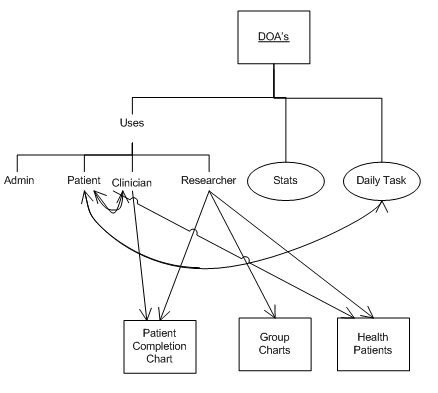 DOA's
Uses
Admin
Patient
Clinician
Researcher
Stats
Daily Task
Patient
Completion
Chart
Group
Charts
Health
Patients